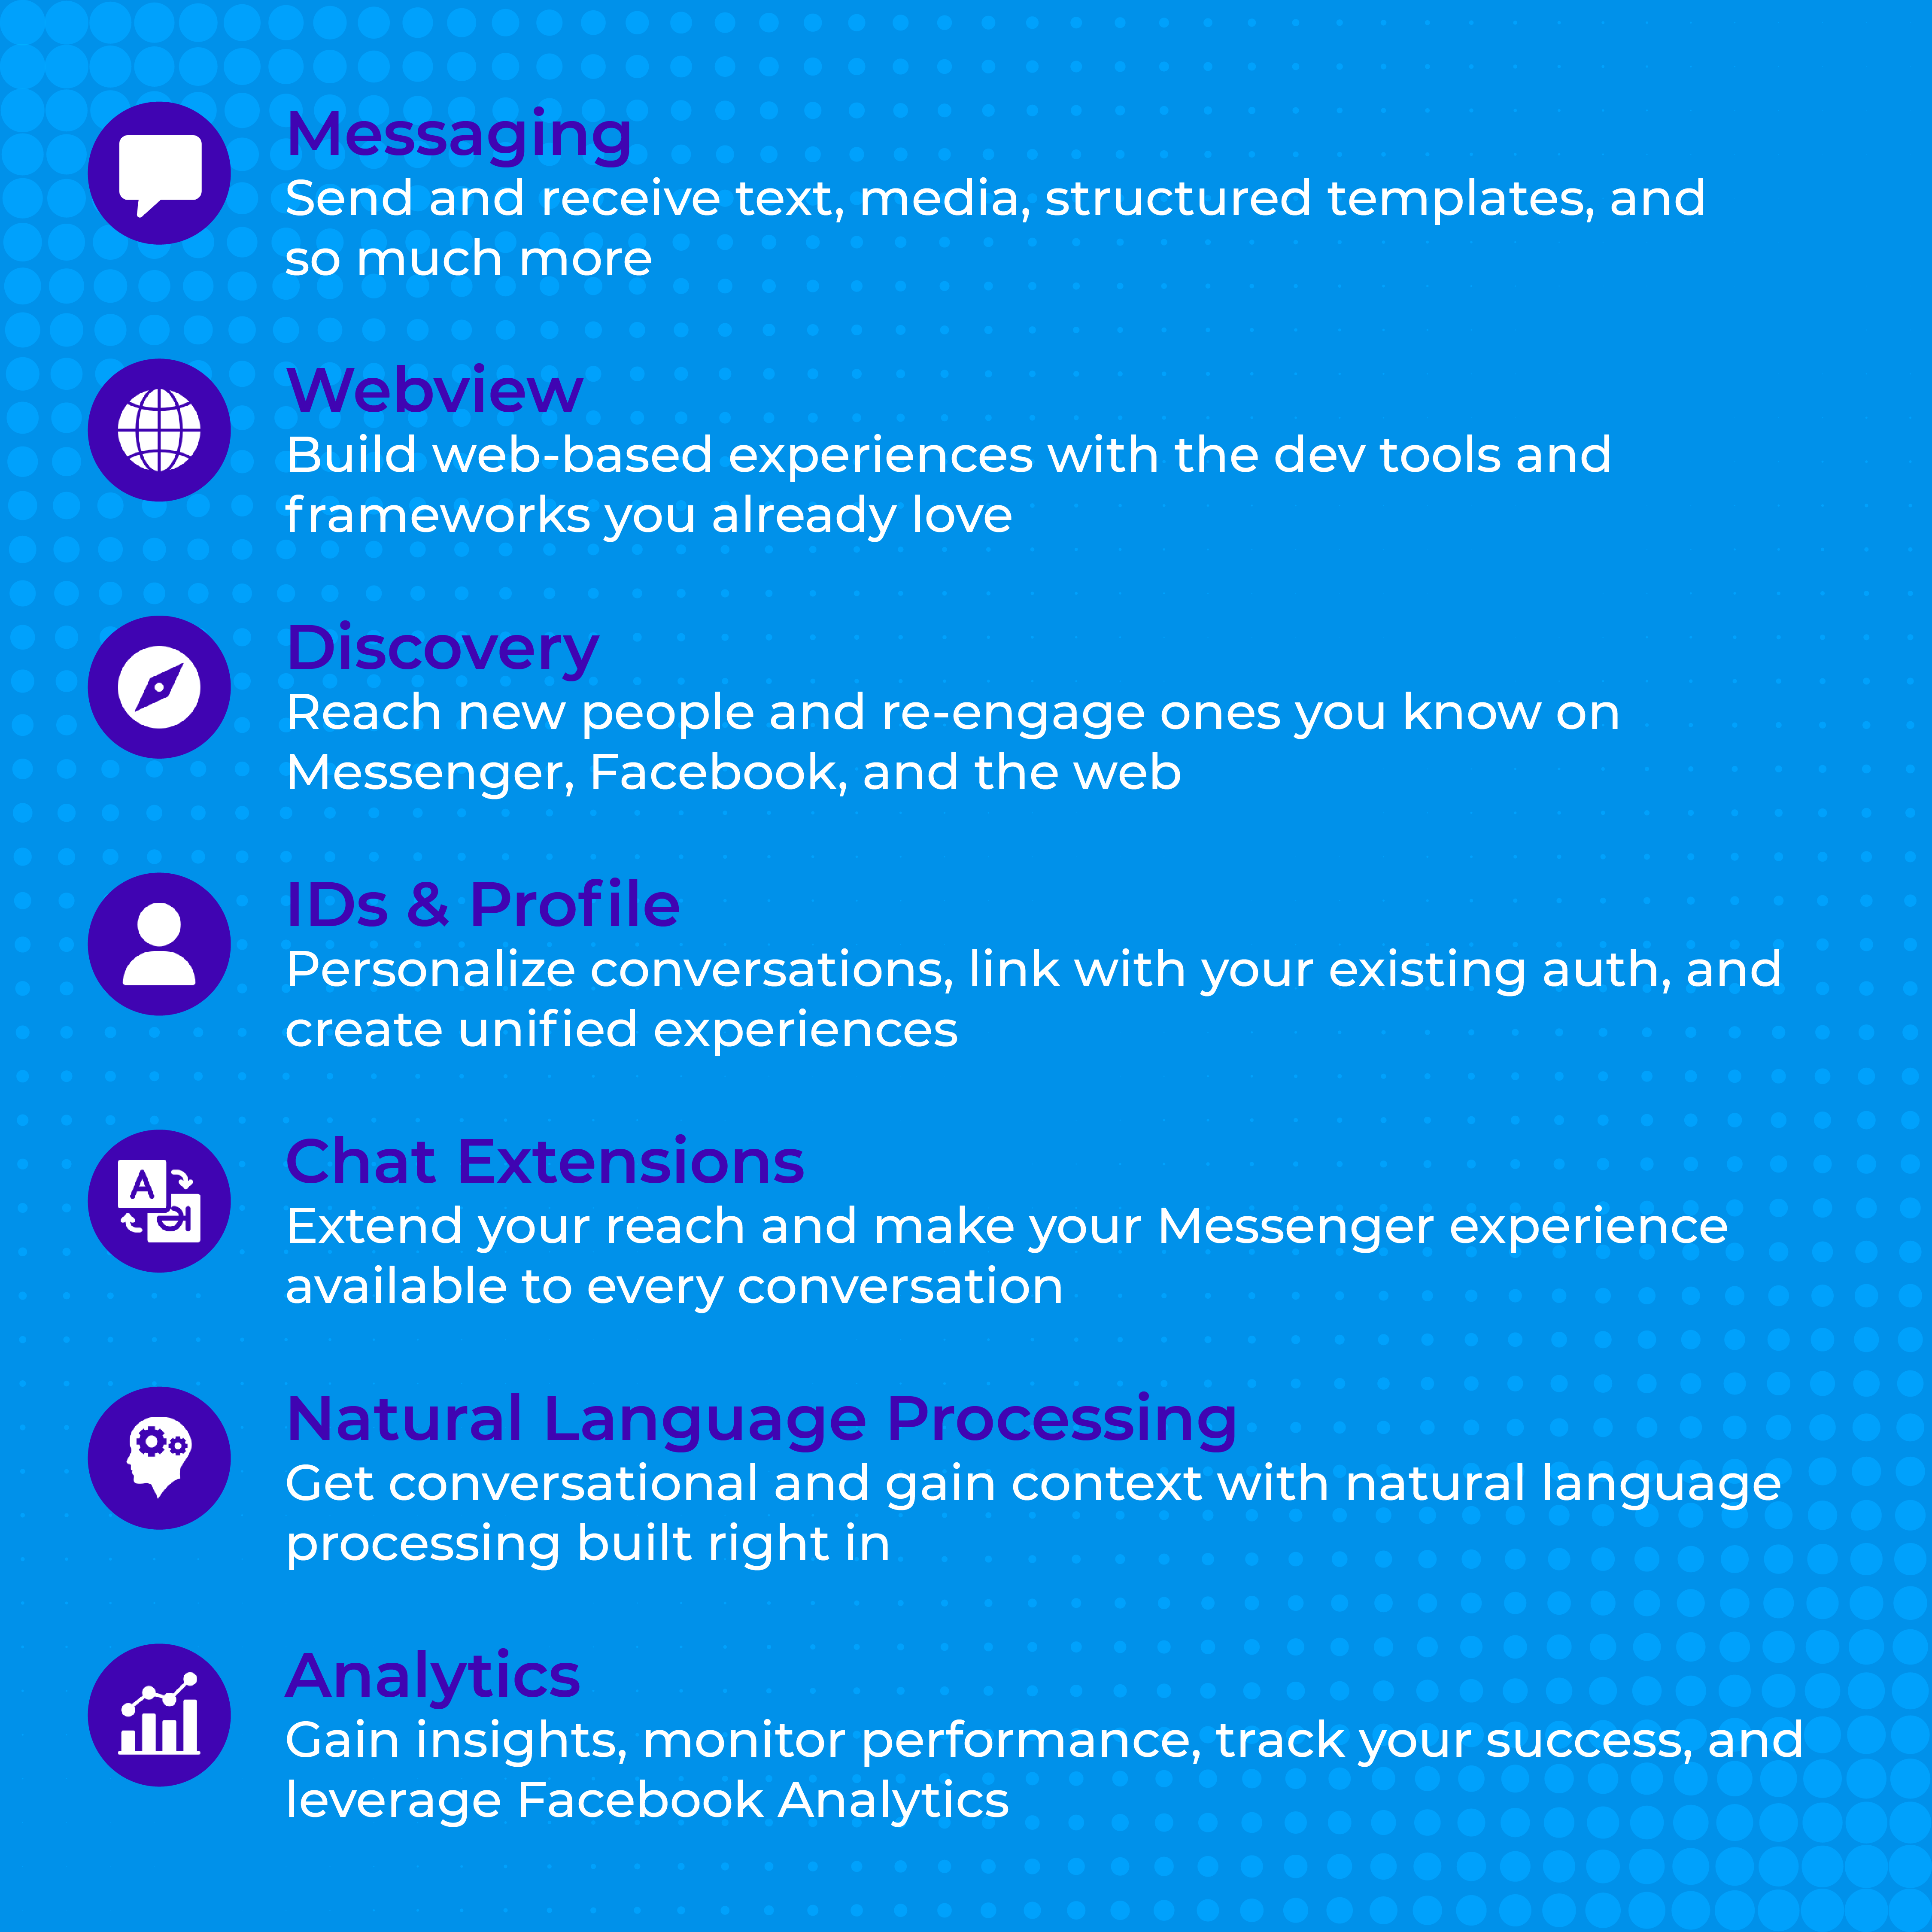 Messaging
Send and receive text, media, structured templates, and
so much more
Webview
Build web-based experiences with the dev tools and
frameworks you already love
Discovery
Reach new people and re-engage ones you know on
Messenger, Facebook, and the web
IDs & Profile
Personalize conversations, link with your existing auth, and
create unified experiences
A
Chat Extensions
Extend your reach and make your Messenger experience
available to every conversation
Natural Language Processing
Get conversational and gain context with natural language
processing built right in
Analytics
Gain insights, monitor performance, track your success, and
leverage Facebook Analytics